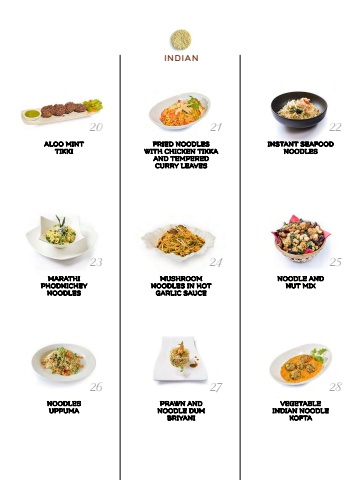 INDIAN
20
ALOO MINT
TIKKI
21
FRIED NOODLES
WITH CHICKEN TIKKA
AND TEMPERED
CURRY LEAVES
22
INSTANT SEAFOOD
NOODLES
23
MARATHI
PHODNICHEY
NOODLES
24
MUSHROOM
NOODLES IN HOT
GARLIC SAUCE
25
NOODLE AND
NUT MIX
26
NOODLES
UPPUMA
27
PRAWN AND
NOODLE DUM
BRIYANI
28
VEGETABLE
INDIAN NOODLE
KOFTA